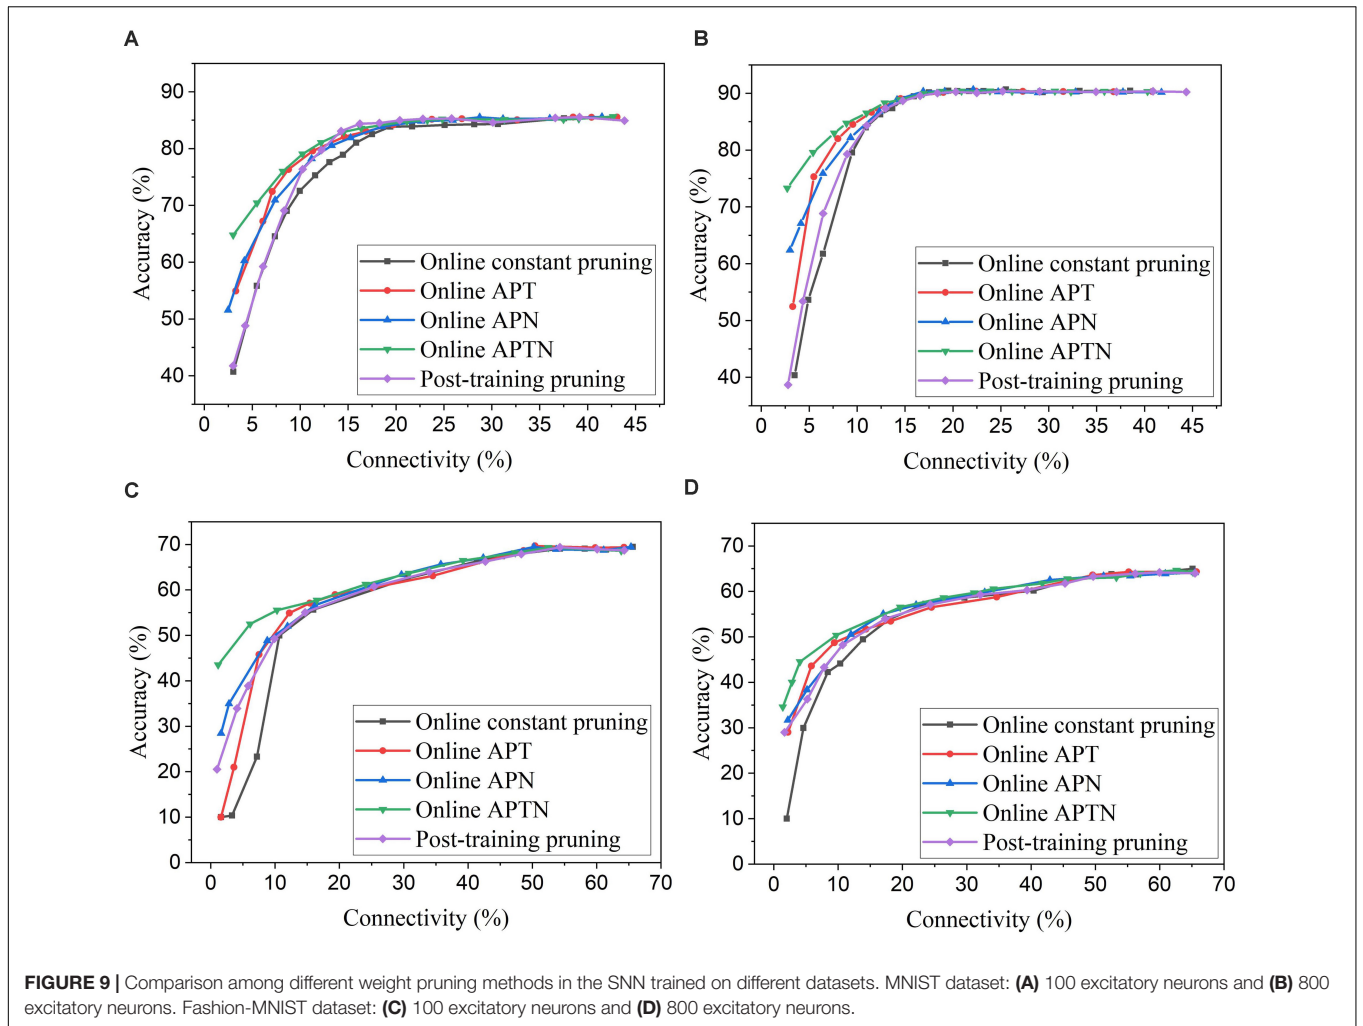 A
90
80
70
60
50
40
Accuracy (%)
0 5 10 15 20 25 30 35 40 45
Connectivity (%)
Online constant pruning
Online APT
Online APN
Online APTN
Post-training pruning
B
90
80
70
60
50
40
Accuracy (%)
0 5 10 15 20 25 30 35 40 45
Connectivity (%)
Online constant pruning
Online APT
Online APN
Online APTN
Post-training pruning
C
70
60
50
40
30
20
10
0
Accuracy (%)
0 10 20 30 40 50 60 70
Connectivity (%)
Online constant pruning
Online APT
Online APN
Online APTN
Post-training pruning
D
70
60
50
40
30
20
10
0
Accuracy (%)
0 10 20 30 40 50 60 70
Connectivity (%)
Online constant pruning
Online APT
Online APN
Online APTN
Post-training pruning
FIGURE 9 | Comparison among different weight pruning methods in the SNN trained on different datasets. MNIST dataset: (A) 100 excitatory neurons and (B) 800
excitatory neurons. Fashion-MNIST dataset: (C) 100 excitatory neurons and (D) 800 excitatory neurons.